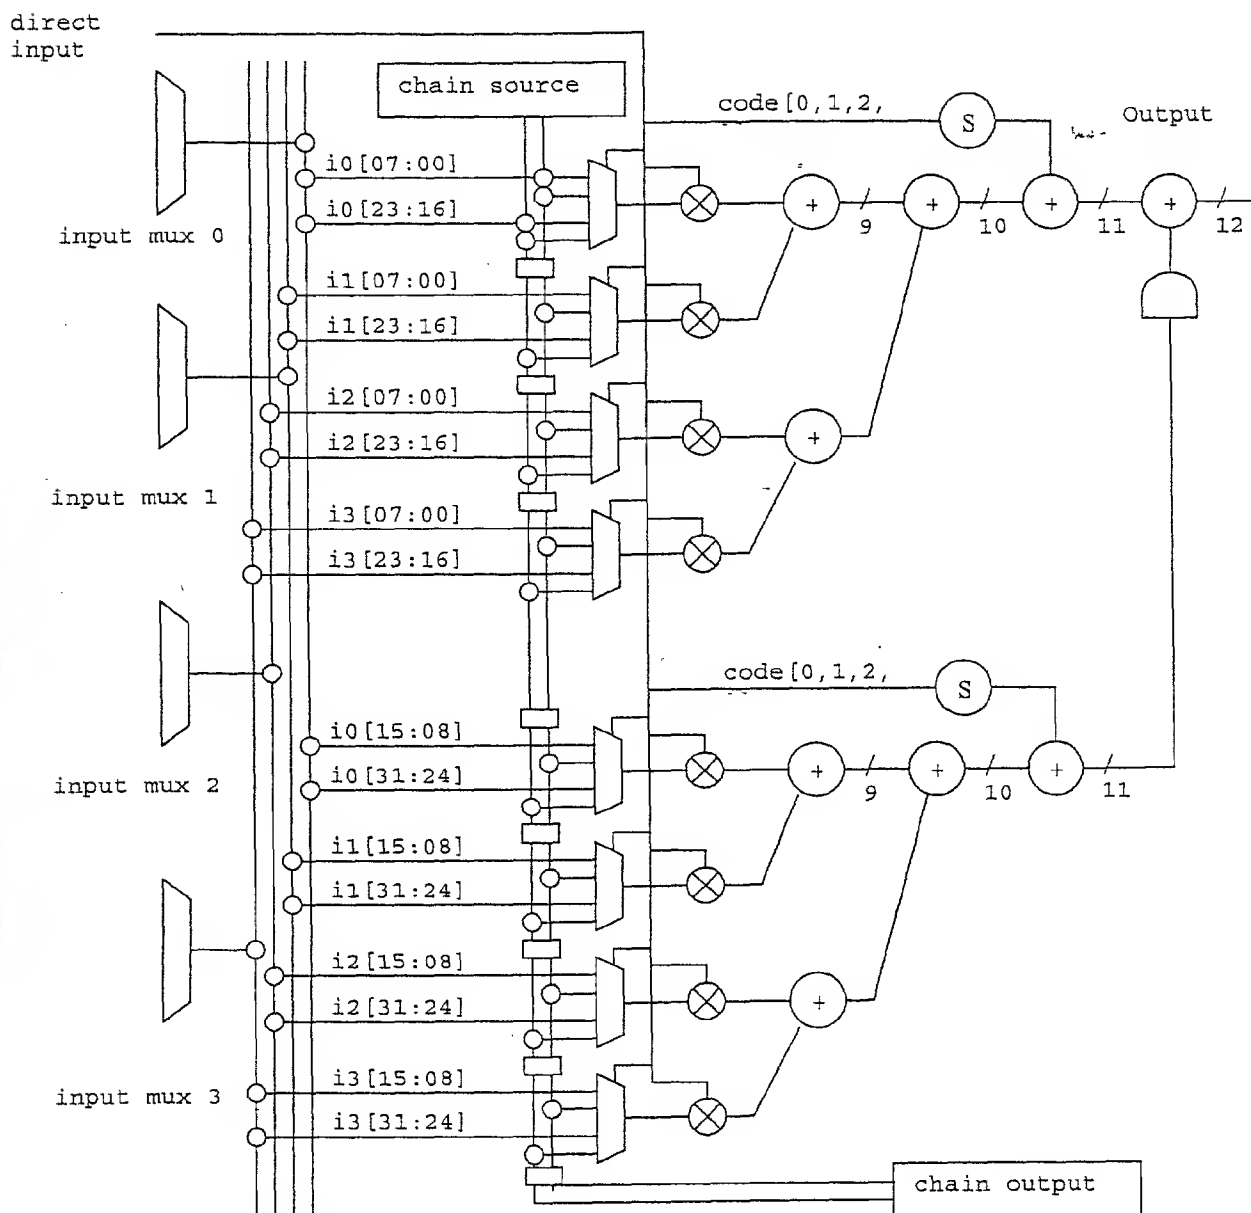 direct
input
chain source
code[0,1,2,
S
Output
i0[07:00]
i0[23:16]
input mux 0
+
+
+
+
9
10
11
12
i1[07:00]
i1[23:16]
i2[07:00]
i2[23:16]
+
input mux 1
i3[07:00]
i3[23:16]
code[0,1,2,
S
i0[15:08]
i0[31:24]
input mux 2
+
+
+
9
10
11
i1[15:08]
i1[31:24]
i2[15:08]
i2[31:24]
+
i3[15:08]
input mux 3
i3[31:24]
chain output